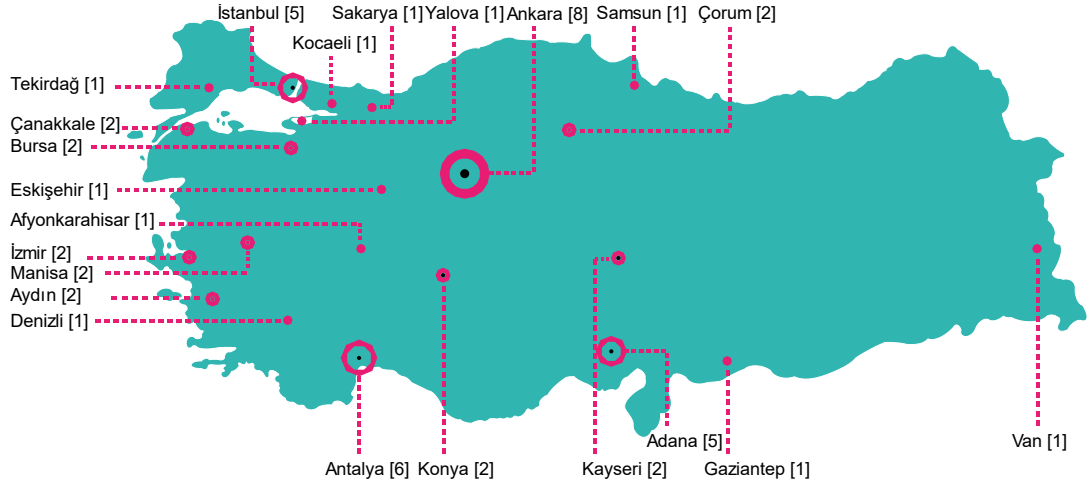 İstanbul [5]
Sakarya [1]
Yalova [1]
Ankara [8]
Samsun [1]
Çorum [2]
Kocaeli [1]
Tekirdağ [1]
Çanakkale [2]
Bursa [2]
Eskişehir [1]
Afyonkarahisar [1]
İzmir [2]
Manisa [2]
Aydın [2]
Denizli [1]
Adana [5]
Van [1]
Antalya [6]
Konya [2]
Kayseri [2]
Gaziantep [1]